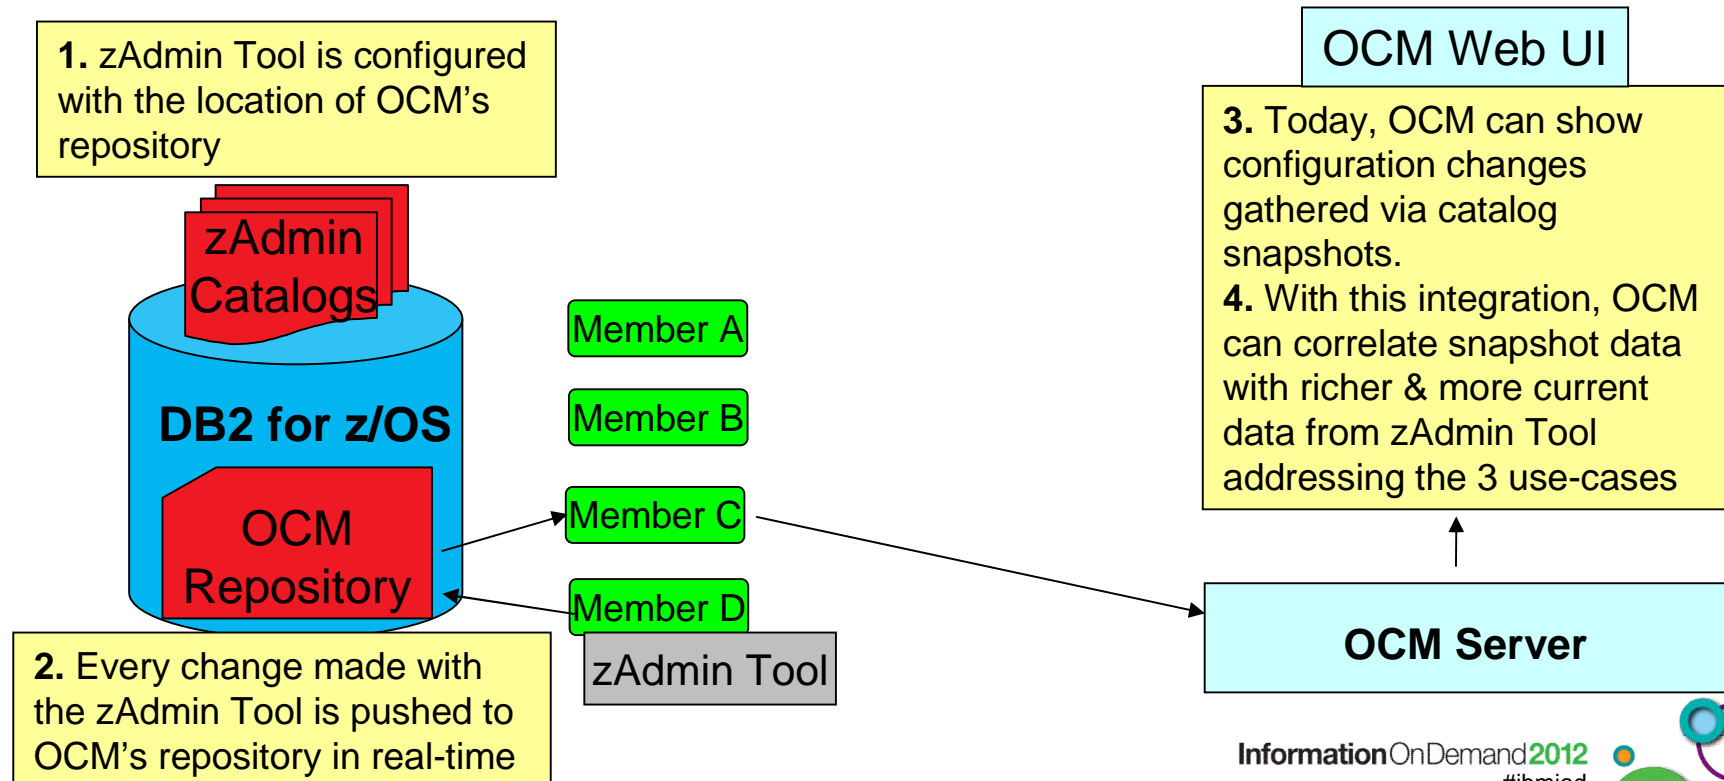 1. zAdmin Tool is configured
with the location of OCM's
repository
zAdmin
Catalogs
DB2 for z/OS
OCM
Repository
2. Every change made with
the zAdmin Tool is pushed to
OCM's repository in real-time
Member A
Member B
Member C
Member D
zAdmin Tool
OCM Web UI
3. Today, OCM can show
configuration changes
gathered via catalog
snapshots.
4. With this integration, OCM
can correlate snapshot data
with richer & more current
data from zAdmin Tool
addressing the 3 use-cases
OCM Server
InformationOnDemand2012
#ibmiod